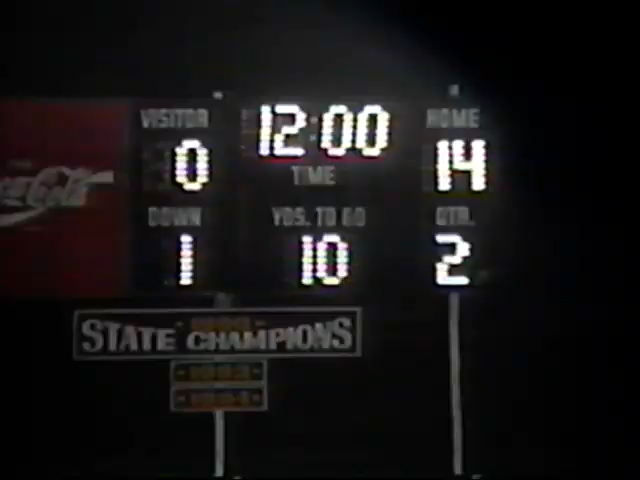 VISITOR 12:00 HOME
0 TIME 14
Coca-Cola
DOWN YDS. TO GO QTR.
1 10 2
STATE CHAMPIONS